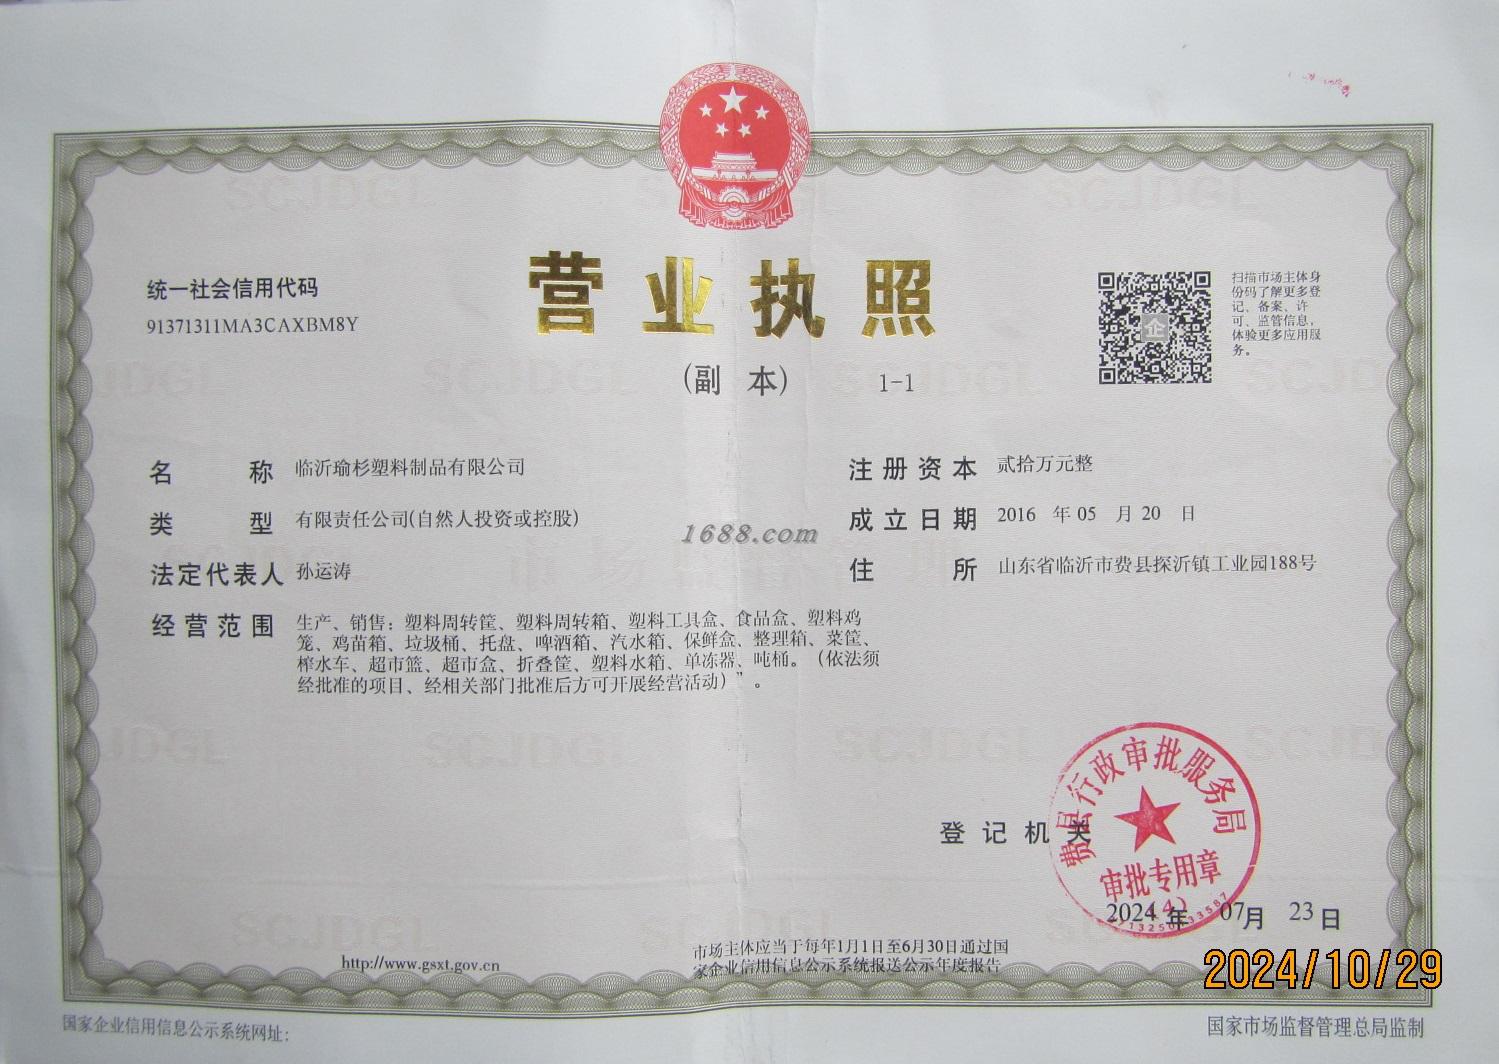 统一社会信用代码
91371311MA3CAXBM8Y
营业执照
(副 本) 1-1
企
扫描市场主体身
份码了解更多登
记、备案、许
可、监管信息,
体验更多应用服
务。
名 称 临沂瑜杉塑料制品有限公司
类 型 有限责任公司(自然人投资或控股)
法定代表人 孙运涛
经营范围 生产、销售：塑料周转筐、塑料周转箱、塑料工具盒、食品盒、塑料鸡
笼、鸡苗箱、垃圾桶、托盘、啤酒箱、汽水箱、保鲜盒、整理箱、菜筐、
榨水车、超市篮、超市盒、折叠筐、塑料水箱、单冻器、吨桶。（依法须
经批准的项目、经相关部门批准后方可开展经营活动）”。
注册资本 贰拾万元整
成立日期 2016 年 05 月 20 日
住 所 山东省临沂市费县探沂镇工业园188号
1688.com
登记机关
费县行政审批服务局
审批专用章
(4)
2024 年 07月 23 日
http://www.gsxt.gov.cn
市场主体应当于每年1月1日至6月30日通过国
家企业信用信息公示系统报送公示年度报告
2024/10/29
国家企业信用信息公示系统网址:
国家市场监督管理总局监制
SCJDGL